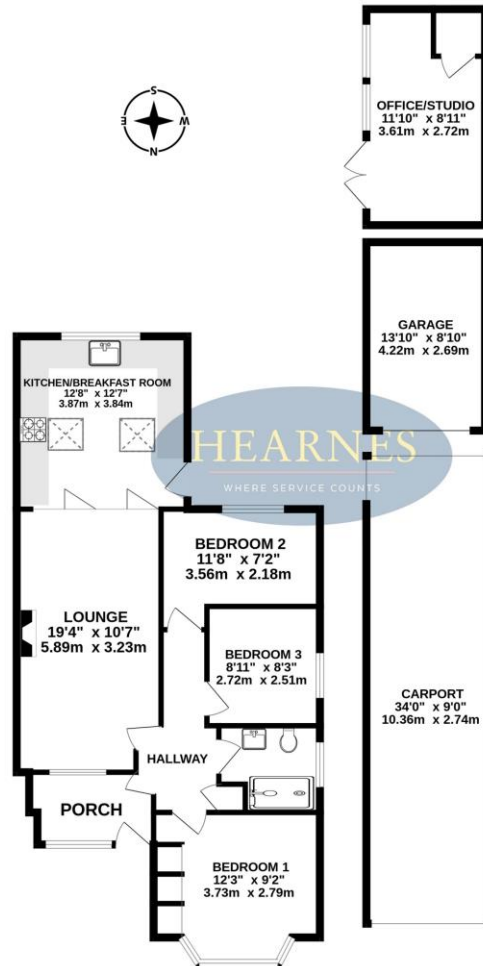 S
E
W
N
OFFICE/STUDIO
11'10" x 8'11"
3.61m x 2.72m
GARAGE
13'10" x 8'10"
4.22m x 2.69m
KITCHEN/BREAKFAST ROOM
12'8" x 12'7"
3.87m x 3.84m
HEARNES
WHERE SERVICE COUNTS
BEDROOM 2
11'8" x 7'2"
3.56m x 2.18m
LOUNGE
19'4" x 10'7"
5.89m x 3.23m
BEDROOM 3
8'11" x 8'3"
2.72m x 2.51m
CARPORT
34'0" x 9'0"
10.36m x 2.74m
HALLWAY
PORCH
BEDROOM 1
12'3" x 9'2"
3.73m x 2.79m